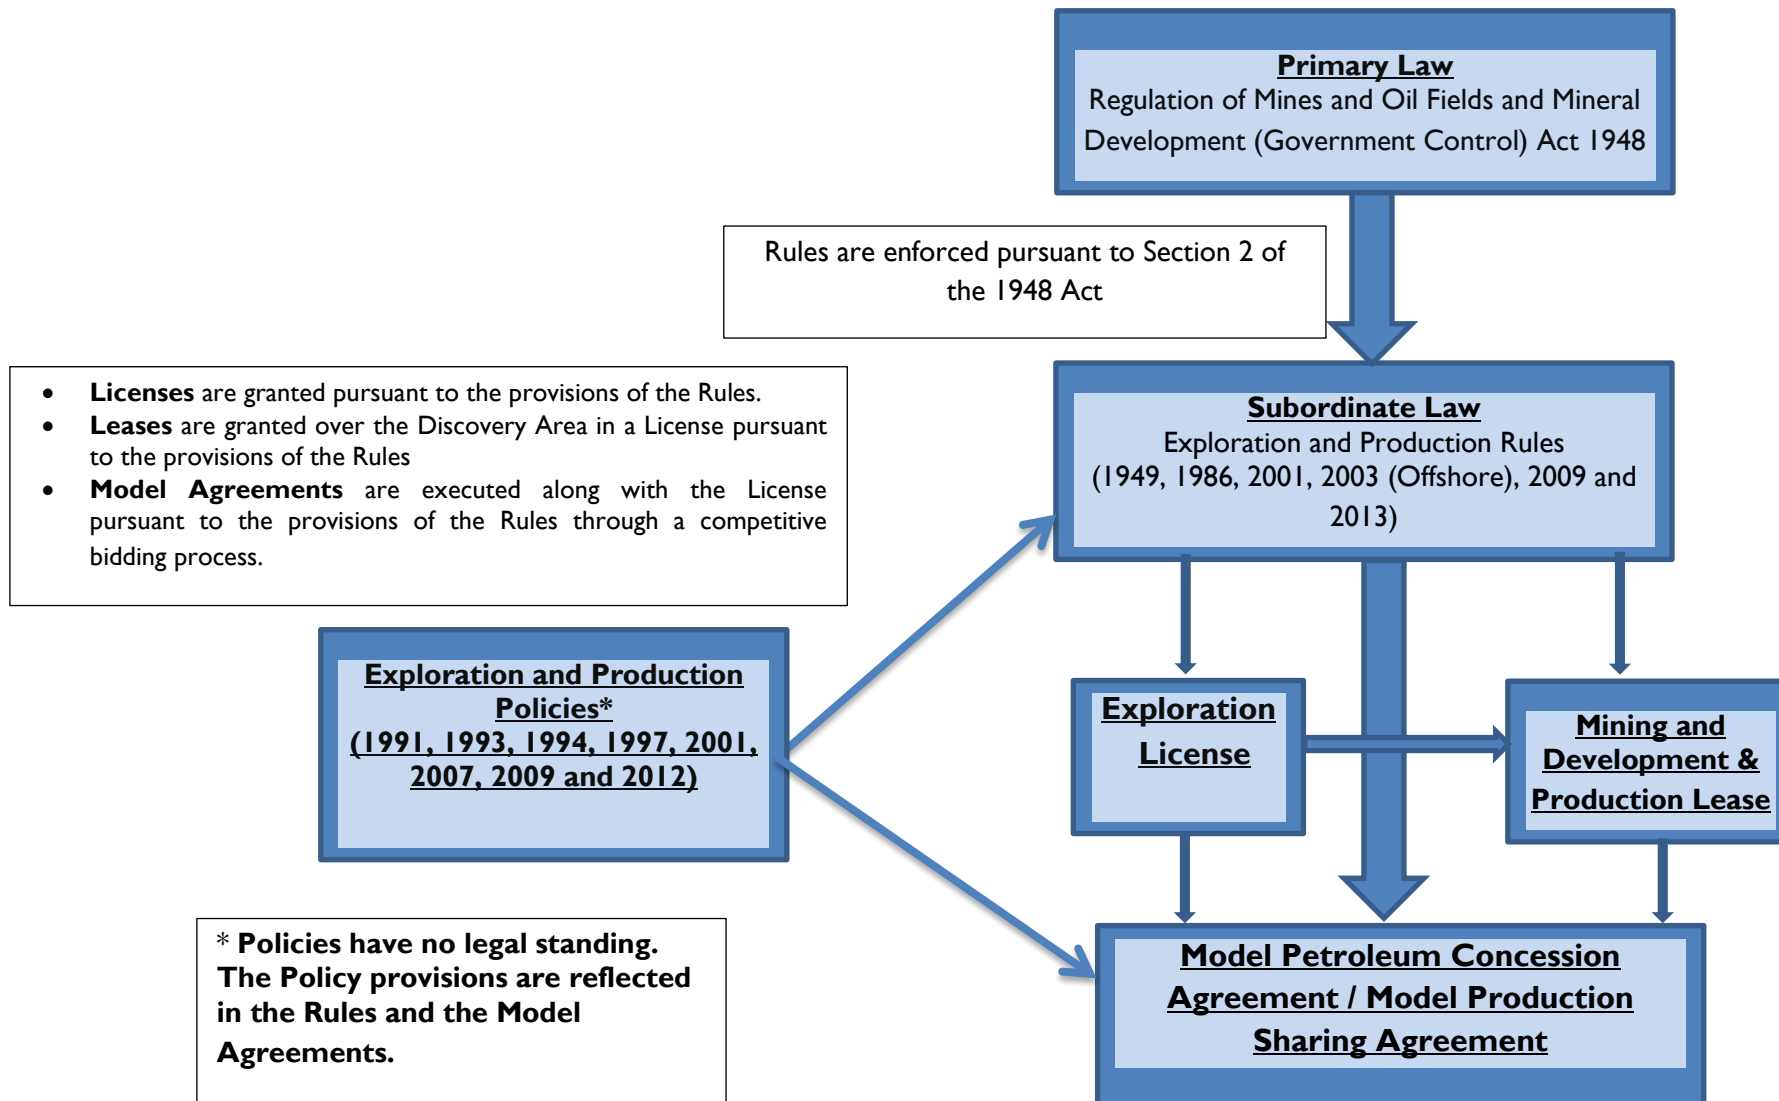 Primary Law
Regulation of Mines and Oil Fields and Mineral
Development (Government Control) Act 1948
Rules are enforced pursuant to Section 2 of
the 1948 Act
• Licenses are granted pursuant to the provisions of the Rules.
• Leases are granted over the Discovery Area in a License pursuant
to the provisions of the Rules
• Model Agreements are executed along with the License
pursuant to the provisions of the Rules through a competitive
bidding process.
Subordinate Law
Exploration and Production Rules
(1949, 1986, 2001, 2003 (Offshore), 2009 and
2013)
Exploration and Production
Policies*
(1991, 1993, 1994, 1997, 2001,
2007, 2009 and 2012)
Exploration
License
Mining and
Development &
Production Lease
* Policies have no legal standing.
The Policy provisions are reflected
in the Rules and the Model
Agreements.
Model Petroleum Concession
Agreement / Model Production
Sharing Agreement